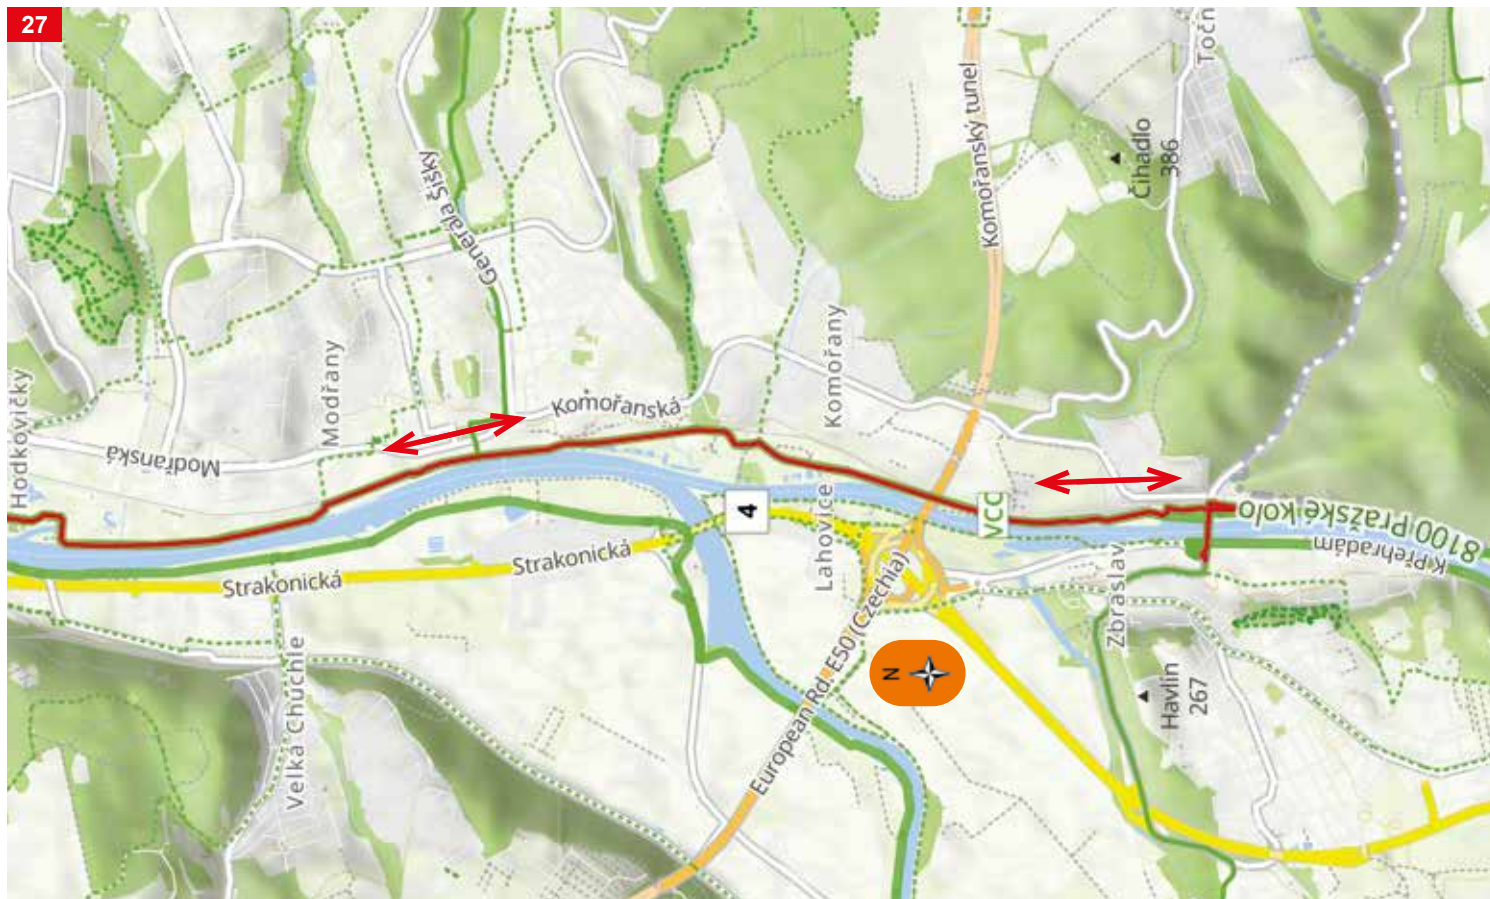 27
Hodkovičky
Modřanská
Modřany
Generála Šišky
Komořanská
Komořany
Komořanský tunel
Čihadlo
386
Točn
Strakonická
Strakonická
4
Lahovice
VCC
European Rd. E50 (Czechia)
N
Velká Chuchle
Zbraslav
Havlín
267
8100 Pražské kolo
K Přehradám